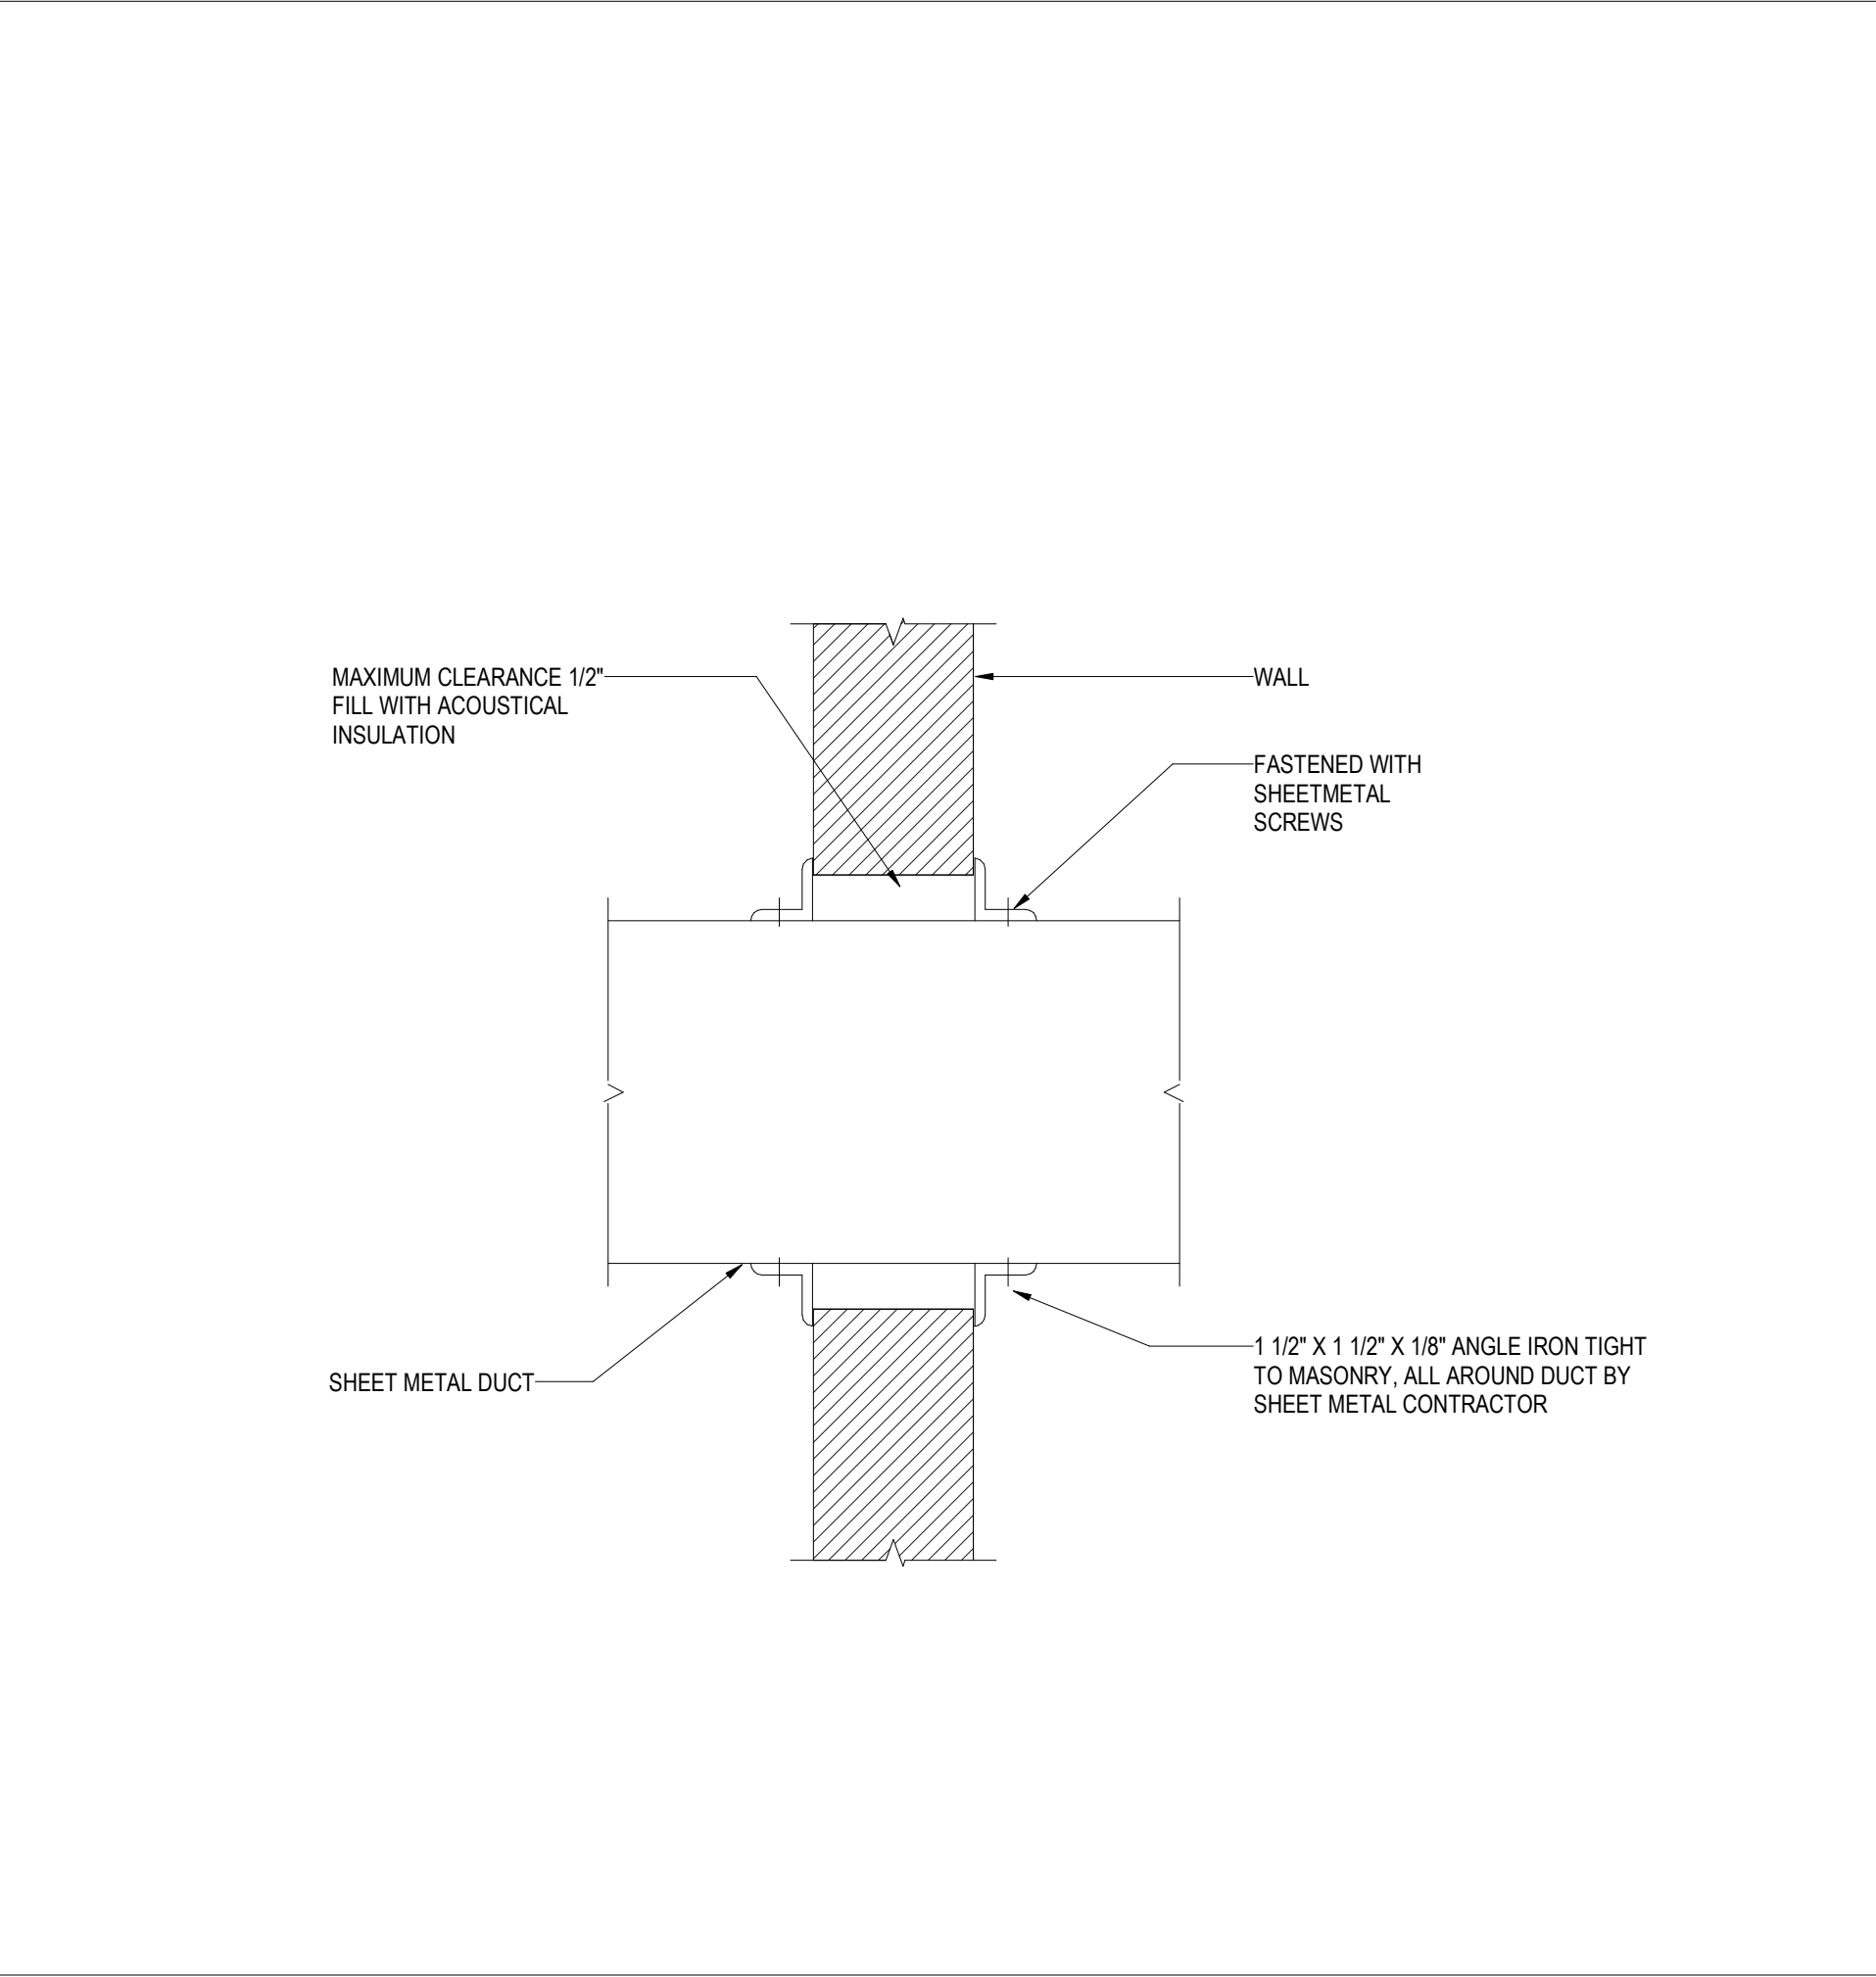 MAXIMUM CLEARANCE 1/2"
FILL WITH ACOUSTICAL
INSULATION
WALL
FASTENED WITH
SHEETMETAL
SCREWS
SHEET METAL DUCT
1 1/2" X 1 1/2" X 1/8" ANGLE IRON TIGHT
TO MASONRY, ALL AROUND DUCT BY
SHEET METAL CONTRACTOR